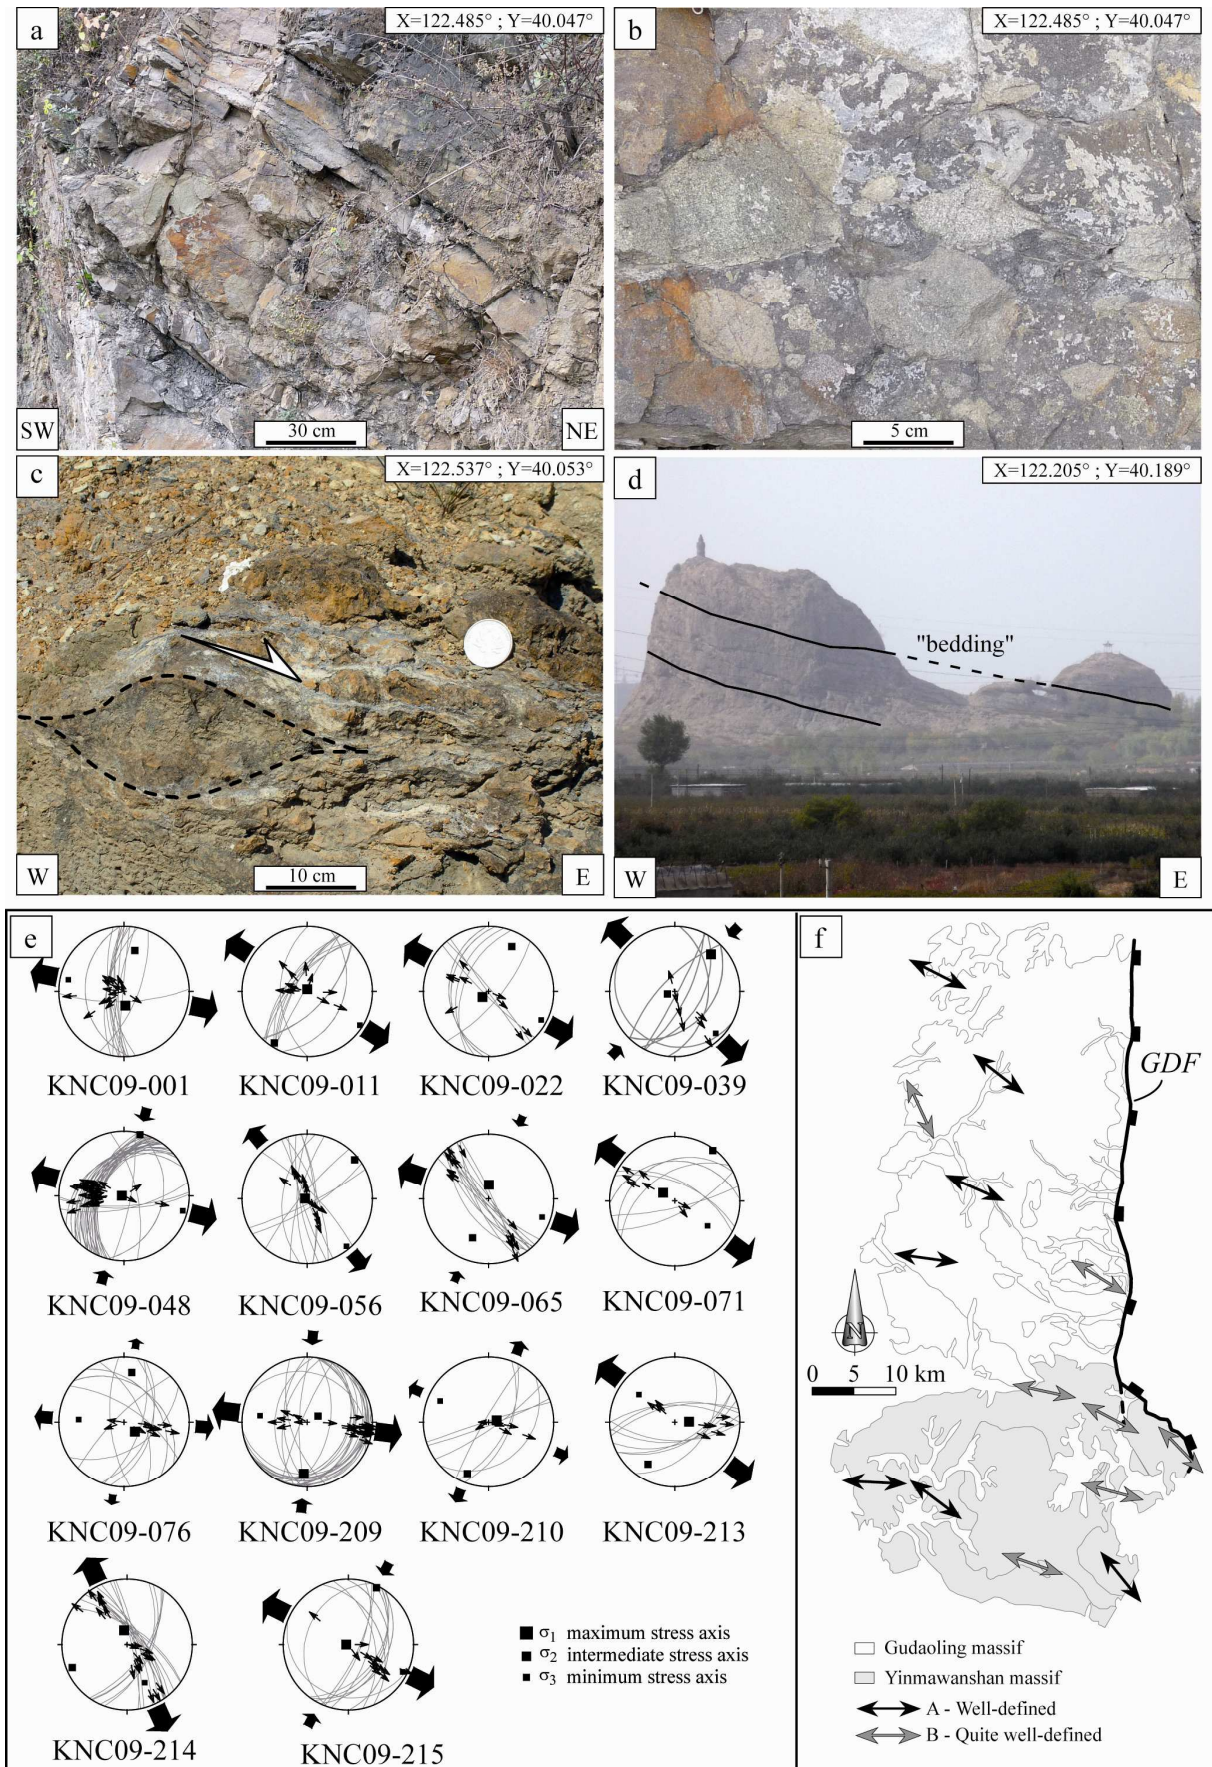 a
X=122.485° ; Y=40.047°
SW
30 cm
NE
b
X=122.485° ; Y=40.047°
5 cm
c
X=122.537° ; Y=40.053°
W
10 cm
E
d
X=122.205° ; Y=40.189°
"bedding"
W
E
e
KNC09-001
KNC09-011
KNC09-022
KNC09-039
KNC09-048
KNC09-056
KNC09-065
KNC09-071
KNC09-076
KNC09-209
KNC09-210
KNC09-213
KNC09-214
KNC09-215
σ1 maximum stress axis
σ2 intermediate stress axis
σ3 minimum stress axis
f
GDF
N
0 5 10 km
Gudaoling massif
Yinmawanshan massif
A - Well-defined
B - Quite well-defined